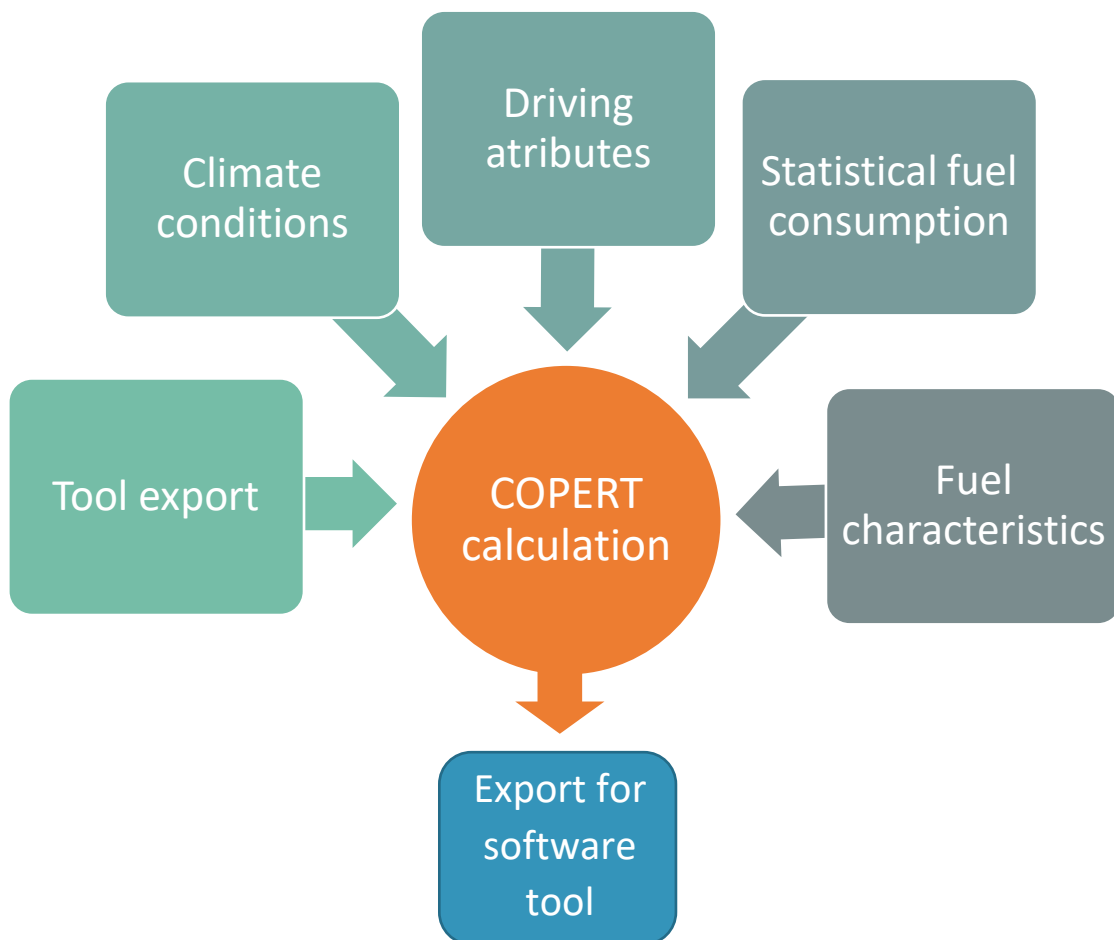 Driving
atributes
Climate
conditions
Statistical fuel
consumption
Tool export
COPERT
calculation
Fuel
characteristics
Export for
software
tool